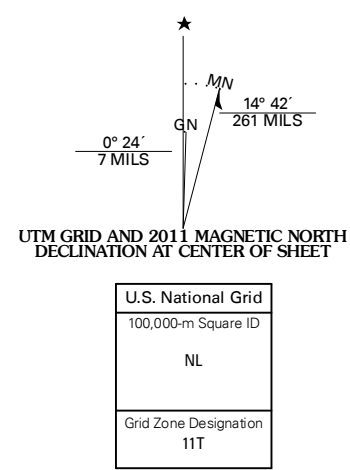 MN
14° 42´
261 MILS
GN
0° 24´
7 MILS
UTM GRID AND 2011 MAGNETIC NORTH
DECLINATION AT CENTER OF SHEET
U.S. National Grid
100,000-m Square ID
NL
Grid Zone Designation
11T